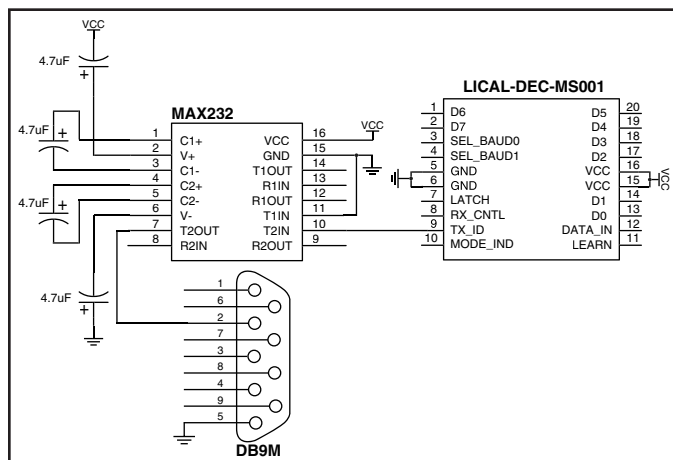 VCC
4.7uF
+
4.7uF
+
4.7uF
+
4.7uF
+
MAX232
1 C1+ VCC 16
2 V+ GND 15
3 C1- T1OUT 14
4 C2+ R1IN 13
5 C2- R1OUT 12
6 V- T1IN 11
7 T2OUT T2IN 10
8 R2IN R2OUT 9
VCC
LICAL-DEC-MS001
1 D6 D5 20
2 D7 D4 19
3 SEL_BAUD0 D3 18
4 SEL_BAUD1 D2 17
5 GND VCC 16
6 GND VCC 15
7 LATCH D1 14
8 RX_CNTL D0 13
9 TX_ID DATA_IN 12
10 MODE_IND LEARN 11
VCC
1
6
2
7
3
8
4
9
5
DB9M